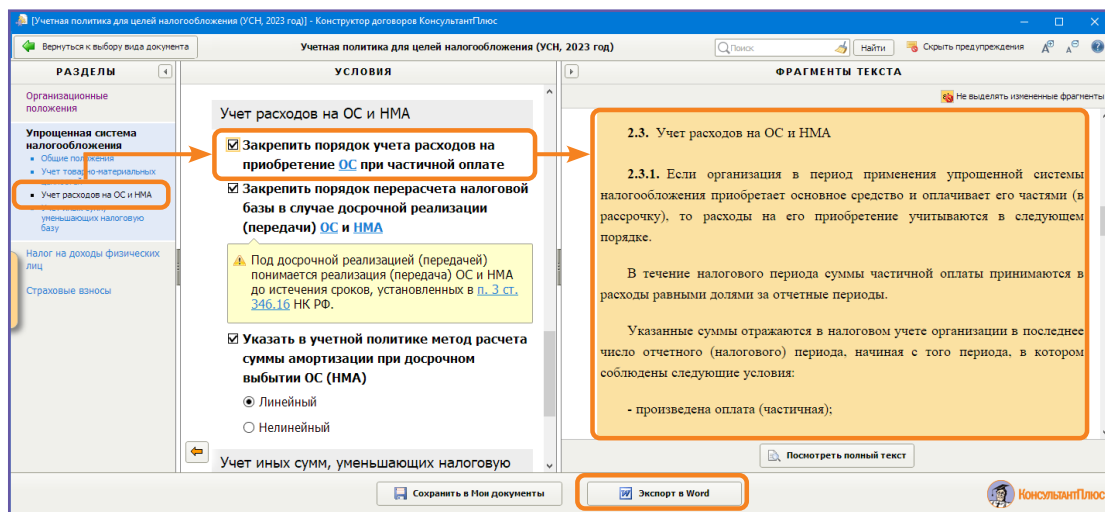 [Учетная политика для целей налогообложения (УСН, 2023 год)] - Конструктор договоров КонсультантПлюс
Вернуться к выбору вида документа
Учетная политика для целей налогообложения (УСН, 2023 год)
Поиск
Найти
Скрыть предупреждения
РАЗДЕЛЫ
Организационные
положения
Упрощенная система
налогообложения
Общие положения
Учет товарно-материальных
Учет расходов на ОС и НМА
уменьшающих налоговую
базу
Налог на доходы физических
лиц
Страховые взносы
УСЛОВИЯ
Учет расходов на ОС и НМА
Закрепить порядок учета расходов на
приобретение ОС при частичной оплате
Закрепить порядок перерасчета налоговой
базы в случае досрочной реализации
(передачи) ОС и НМА
Под досрочной реализацией (передачей)
понимается реализация (передача) ОС и НМА
до истечения сроков, установленных в п. 3 ст.
346.16 НК РФ.
Указать в учетной политике метод расчета
суммы амортизации при досрочном
выбытии ОС (НМА)
Линейный
Нелинейный
Учет иных сумм, уменьшающих налоговую
ФРАГМЕНТЫ ТЕКСТА
Не выделять измененные фрагменты
2.3. Учет расходов на ОС и НМА
2.3.1. Если организация в период применения упрощенной системы
налогообложения приобретает основное средство и оплачивает его частями (в
рассрочку), то расходы на его приобретение учитываются в следующем
порядке.
В течение налогового периода суммы частичной оплаты принимаются в
расходы равными долями за отчетные периоды.
Указанные суммы отражаются в налоговом учете организации в последнее
число отчетного (налогового) периода, начиная с того периода, в котором
соблюдены следующие условия:
- произведена оплата (частичная);
Посмотреть полный текст
Сохранить в Мои документы
Экспорт в Word
КонсультантПлюс